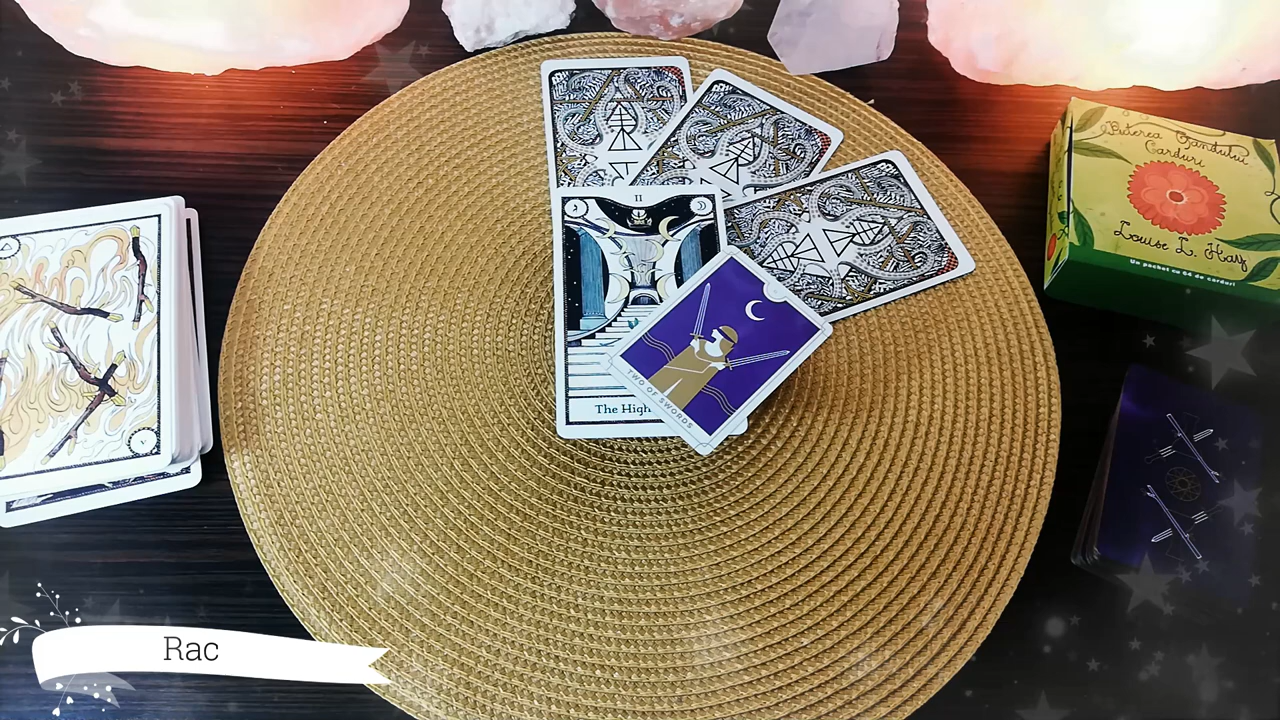 Puterea Gândului
Carduri
Louise L. Hay
Un pachet cu 64 de carduri
II
The High
TWO OF SWORDS
V
Rac